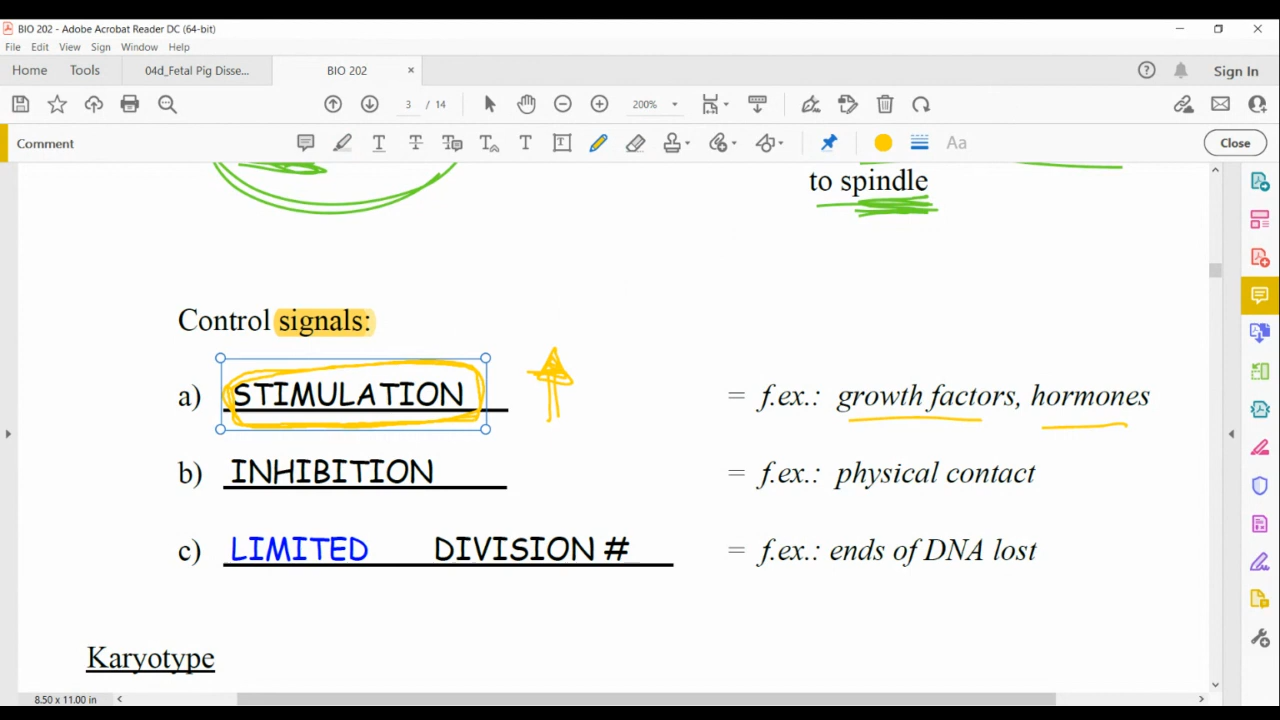 BIO 202 - Adobe Acrobat Reader DC (64-bit)
File Edit View Sign Window Help
Home Tools 04d_Fetal Pig Disse... BIO 202 × Sign In
3 / 14 200%
Comment Aa Close
to spindle
Control signals:
a) STIMULATION = f.ex.: growth factors, hormones
b) INHIBITION = f.ex.: physical contact
c) LIMITED DIVISION # = f.ex.: ends of DNA lost
Karyotype
8.50 x 11.00 in